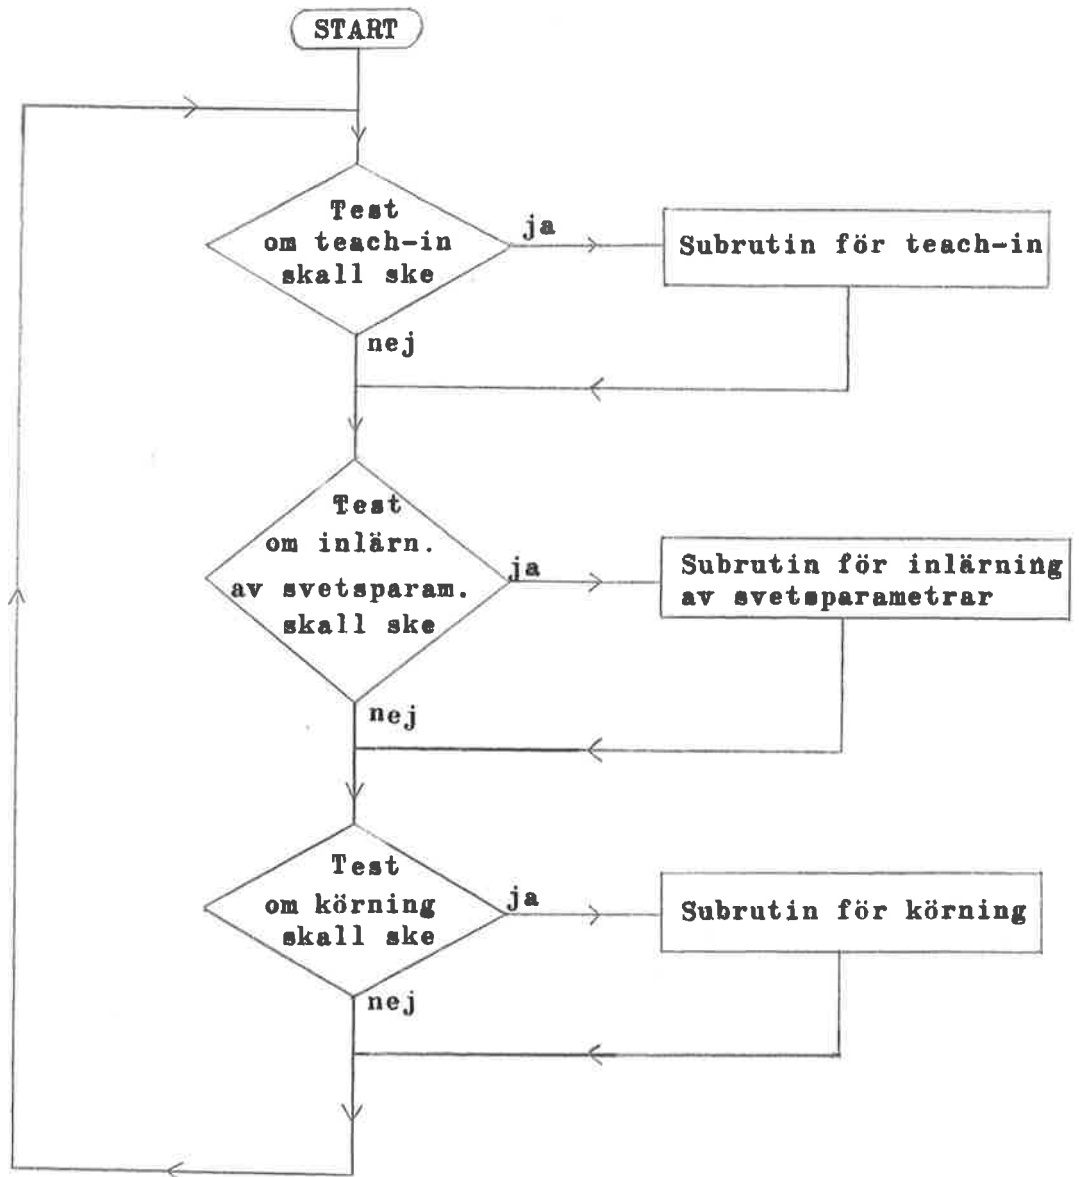 START
Test
om teach-in
skall ske
ja
Subrutin för teach-in
nej
Test
om inlärn.
av svetsparam.
skall ske
ja
Subrutin för inlärning
av svetsparametrar
nej
Test
om körning
skall ske
ja
Subrutin för körning
nej